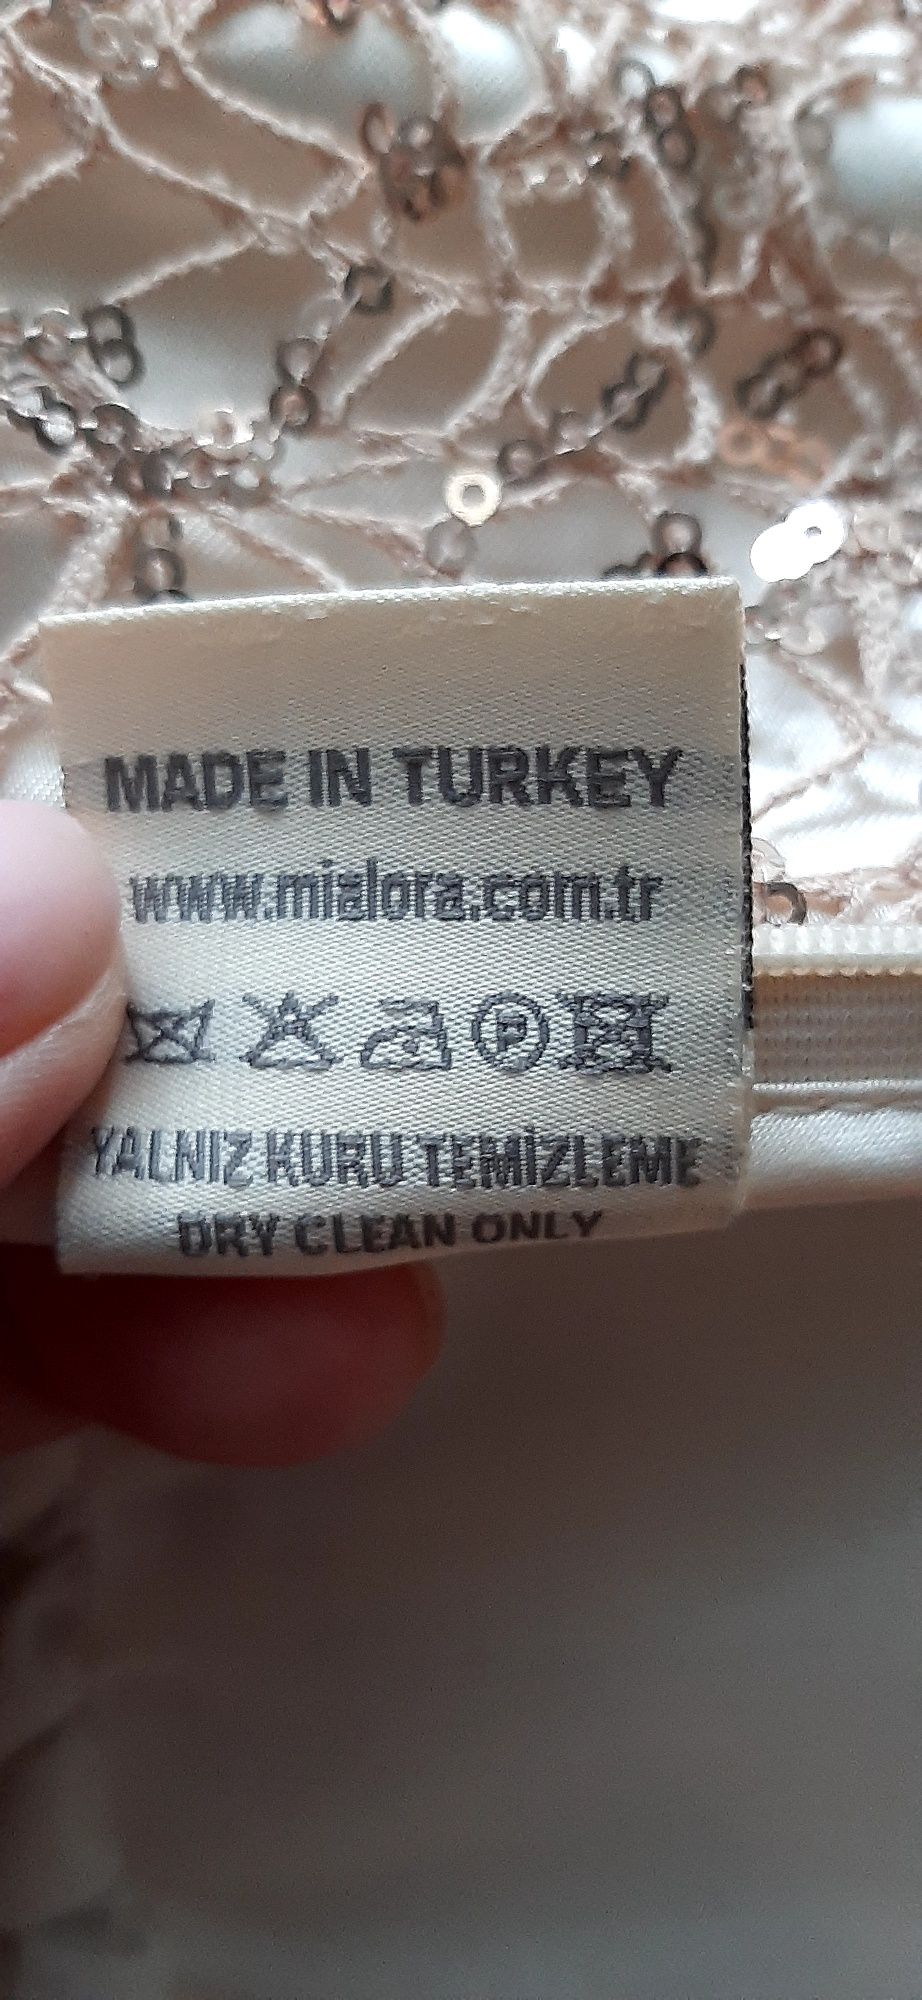 MADE IN TURKEY
www.mialora.com.tr
P
YALNIZ KURU TEMİZLEME
DRY CLEAN ONLY